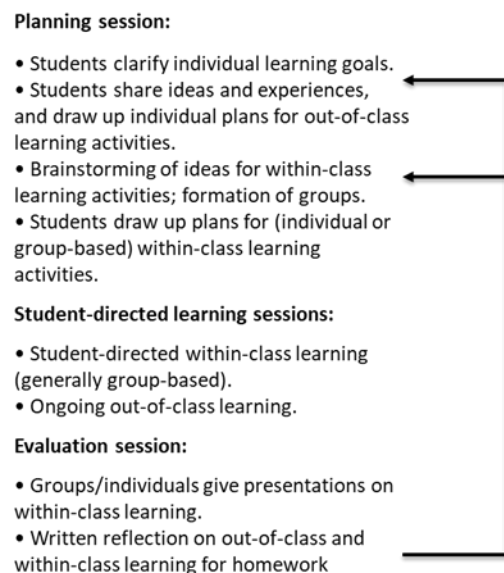 Planning session:
• Students clarify individual learning goals.
• Students share ideas and experiences,
and draw up individual plans for out-of-class
learning activities.
• Brainstorming of ideas for within-class
learning activities; formation of groups.
• Students draw up plans for (individual or
group-based) within-class learning
activities.
Student-directed learning sessions:
• Student-directed within-class learning
(generally group-based).
• Ongoing out-of-class learning.
Evaluation session:
• Groups/individuals give presentations on
within-class learning.
• Written reflection on out-of-class and
within-class learning for homework